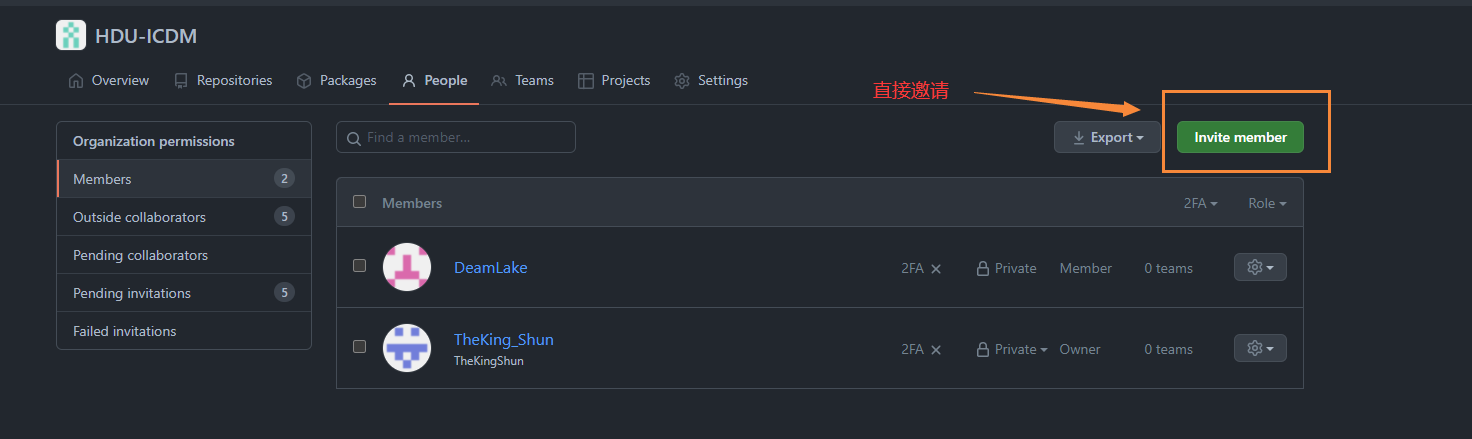 HDU-ICDM
Overview Repositories Packages People Teams Projects Settings
直接邀请
Organization permissions
Members 2
Outside collaborators 5
Pending collaborators
Pending invitations 5
Failed invitations
Find a member...
Export
Invite member
Members 2FA Role
DeamLake 2FA Private Member 0 teams
TheKing_Shun
TheKingShun
2FA Private Owner 0 teams